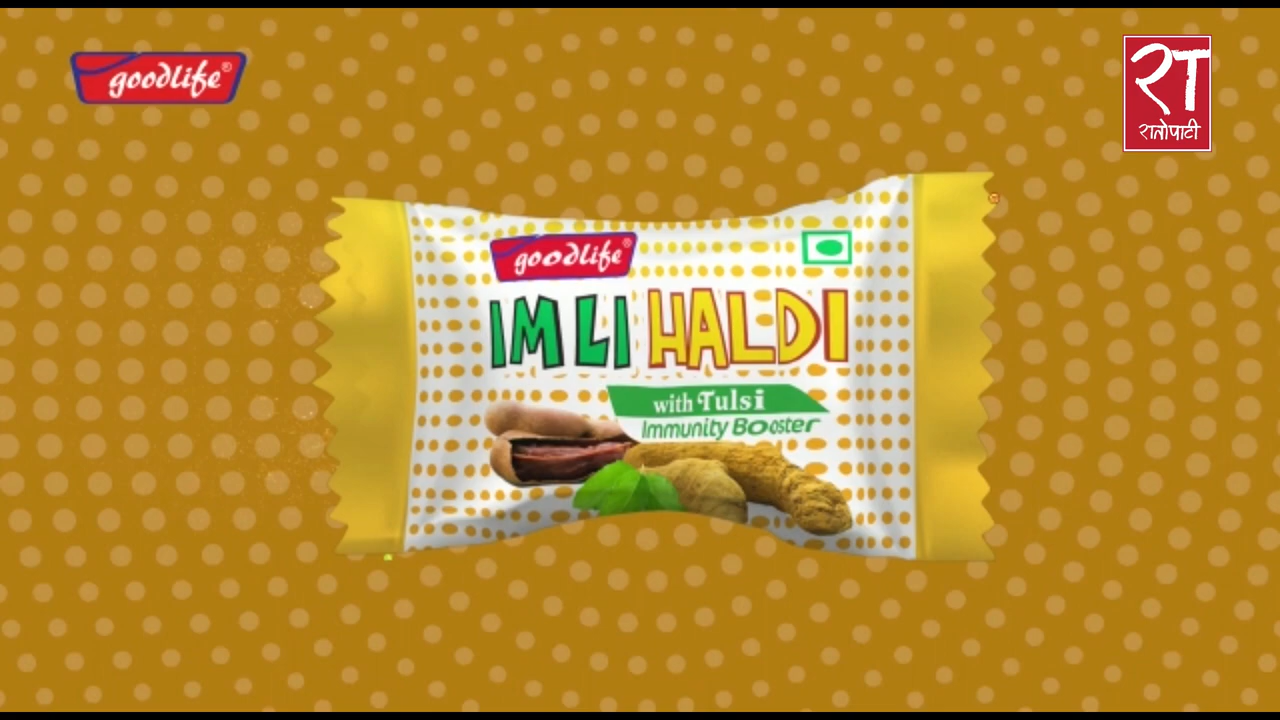 goodlife®
रा
रातोपाटी
goodlife®
IMLI HALDI
with Tulsi
Immunity Booster